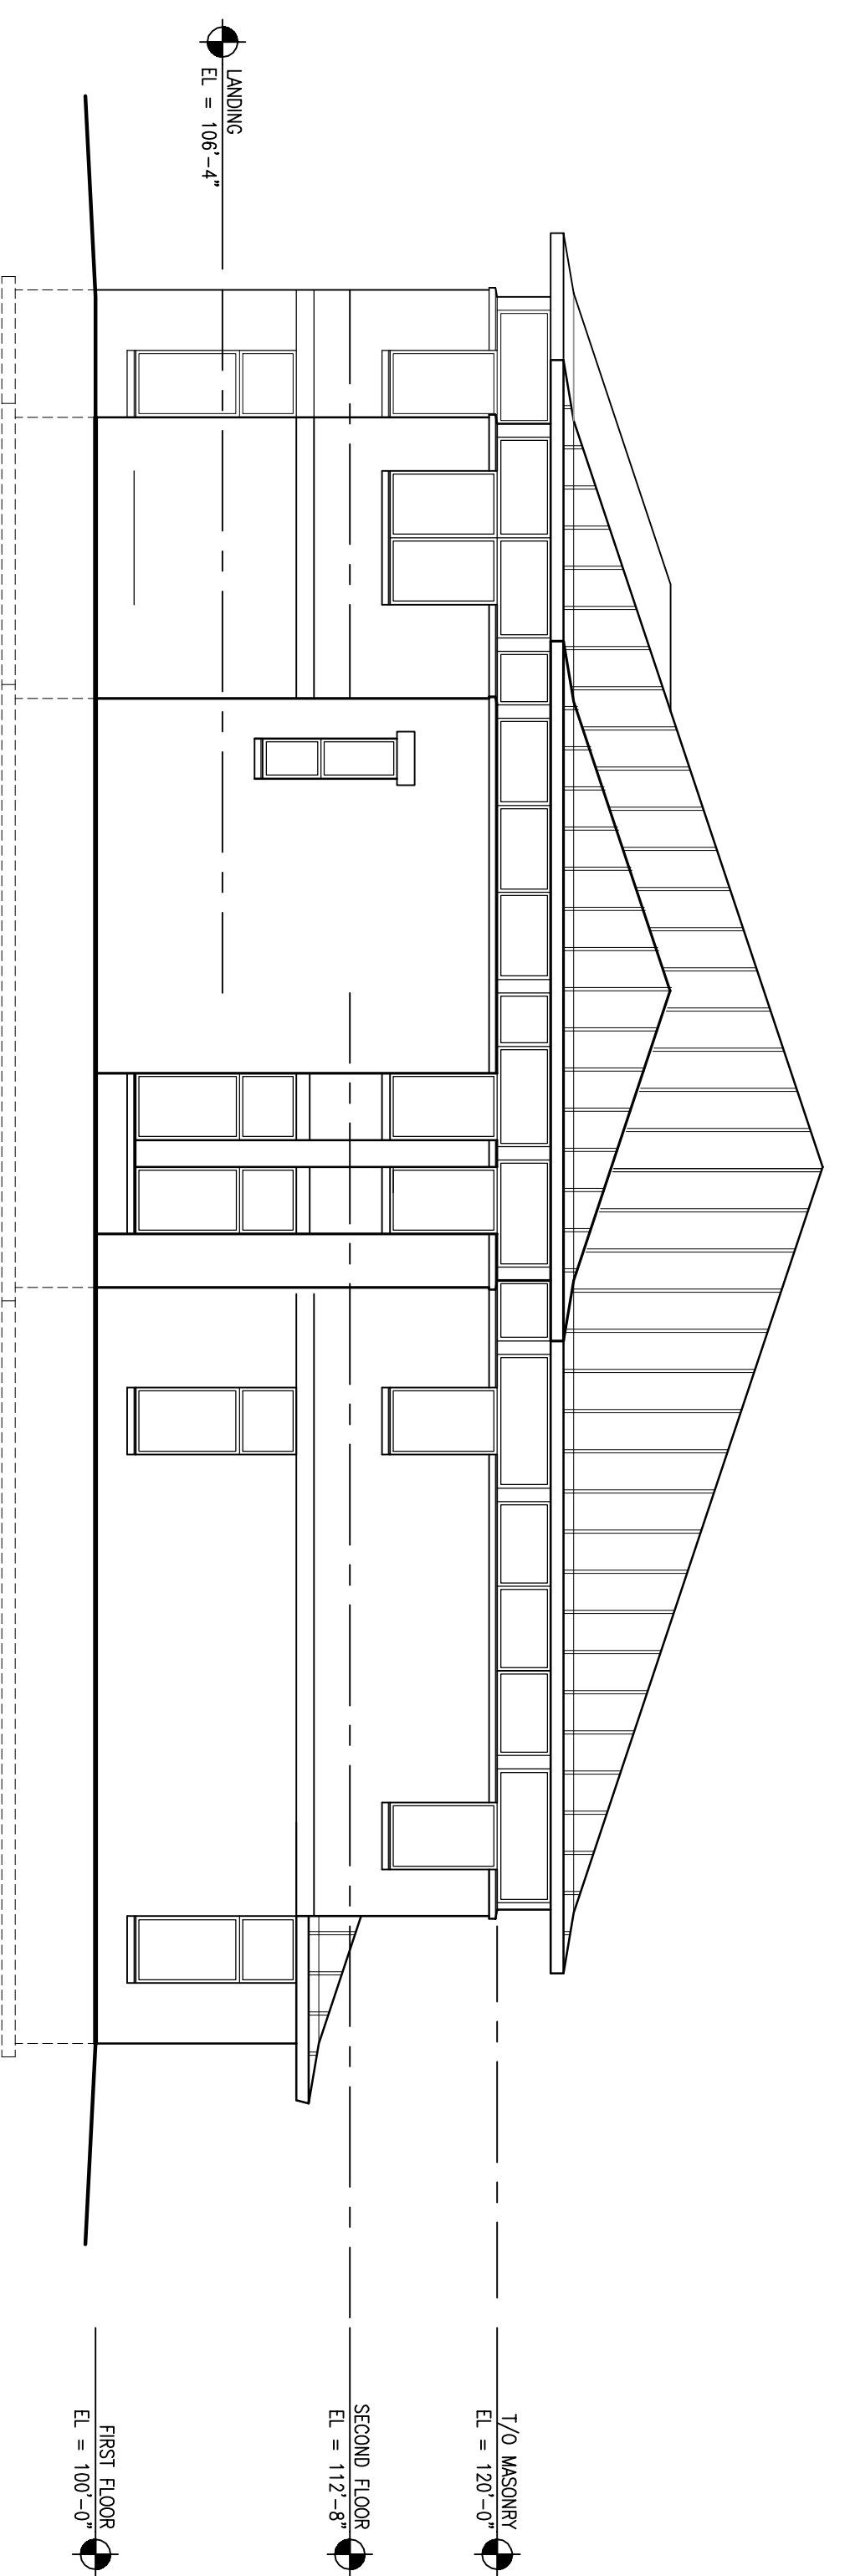 LANDING
EL = 106'-4"
T/O MASONRY
EL = 120'-0"
SECOND FLOOR
EL = 112'-8"
FIRST FLOOR
EL = 100'-0"